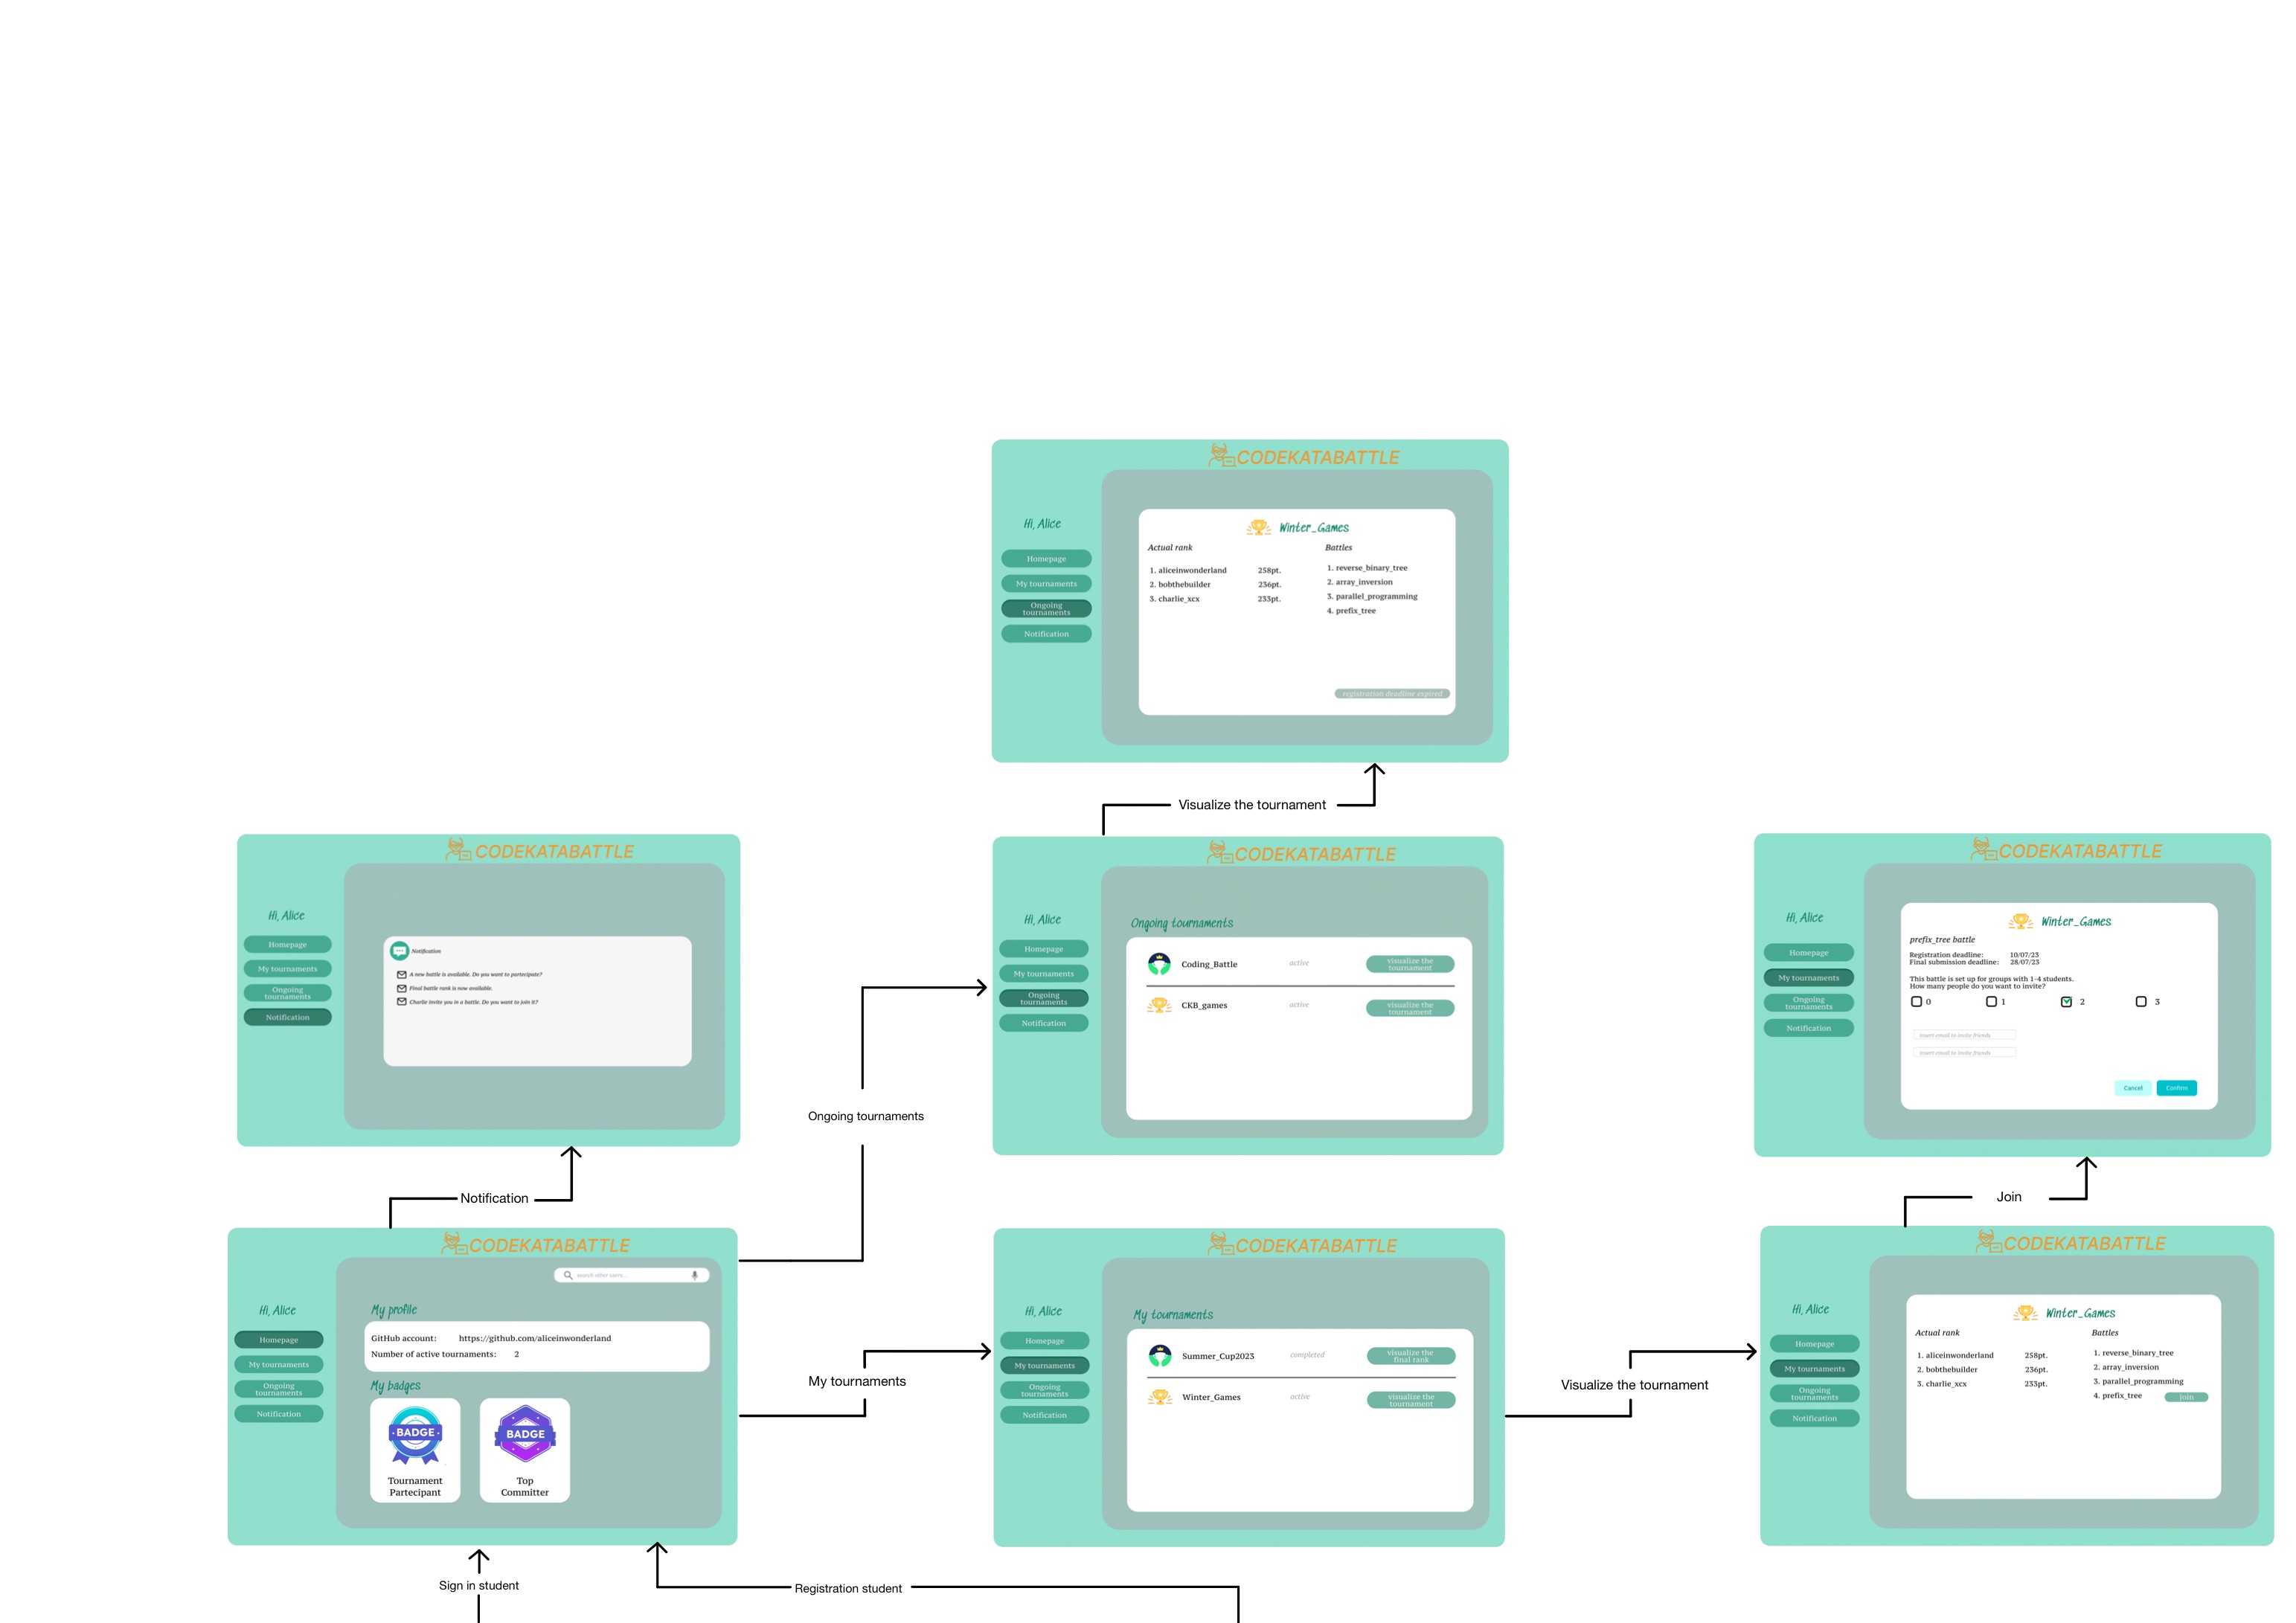 CODEKATABATTLE
Hi, Alice
Homepage
My tournaments
Ongoing
tournaments
Notification
Winter_Games
Actual rank
1. aliceinwonderland 258pt.
2. bobthebuilder 236pt.
3. charlie_xcx 233pt.
Battles
1. reverse_binary_tree
2. array_inversion
3. parallel_programming
4. prefix_tree
registration deadline expired
Visualize the tournament
CODEKATABATTLE
Hi, Alice
Homepage
My tournaments
Ongoing
tournaments
Notification
Notification
A new battle is available. Do you want to partecipate?
Final battle rank is now available.
Charlie invite you in a battle. Do you want to join it?
CODEKATABATTLE
Hi, Alice
Homepage
My tournaments
Ongoing
tournaments
Notification
Ongoing tournaments
Coding_Battle active visualize the
tournament
CKB_games active visualize the
tournament
CODEKATABATTLE
Hi, Alice
Homepage
My tournaments
Ongoing
tournaments
Notification
Winter_Games
prefix_tree battle
Registration deadline: 10/07/23
Final submission deadline: 28/07/23
This battle is set up for groups with 1-4 students.
How many people do you want to invite?
0 1 2 3
Insert email to invite friends
Insert email to invite friends
Cancel Confirm
Ongoing tournaments
Notification
Join
CODEKATABATTLE
search other users...
Hi, Alice
Homepage
My tournaments
Ongoing
tournaments
Notification
My profile
GitHub account: https://github.com/aliceinwonderland
Number of active tournaments: 2
My badges
BADGE
Tournament
Partecipant
BADGE
Top
Committer
My tournaments
CODEKATABATTLE
Hi, Alice
Homepage
My tournaments
Ongoing
tournaments
Notification
My tournaments
Summer_Cup2023 completed visualize the
final rank
Winter_Games active visualize the
tournament
Visualize the tournament
CODEKATABATTLE
Hi, Alice
Homepage
My tournaments
Ongoing
tournaments
Notification
Winter_Games
Actual rank
1. aliceinwonderland 258pt.
2. bobthebuilder 236pt.
3. charlie_xcx 233pt.
Battles
1. reverse_binary_tree
2. array_inversion
3. parallel_programming
4. prefix_tree join
Sign in student
Registration student